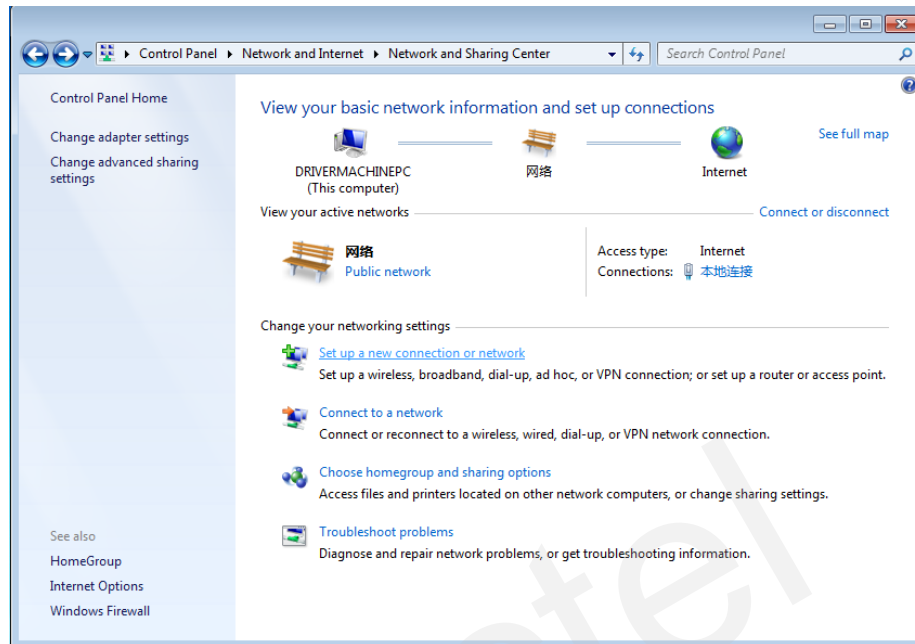 Control Panel ▸ Network and Internet ▸ Network and Sharing Center
Search Control Panel
Control Panel Home
Change adapter settings
Change advanced sharing
settings
View your basic network information and set up connections
See full map
DRIVERMACHINEPC
(This computer)
网络
Internet
View your active networks
Connect or disconnect
网络
Public network
Access type: Internet
Connections: 本地连接
Change your networking settings
Set up a new connection or network
Set up a wireless, broadband, dial-up, ad hoc, or VPN connection; or set up a router or access point.
Connect to a network
Connect or reconnect to a wireless, wired, dial-up, or VPN network connection.
Choose homegroup and sharing options
Access files and printers located on other network computers, or change sharing settings.
Troubleshoot problems
Diagnose and repair network problems, or get troubleshooting information.
See also
HomeGroup
Internet Options
Windows Firewall